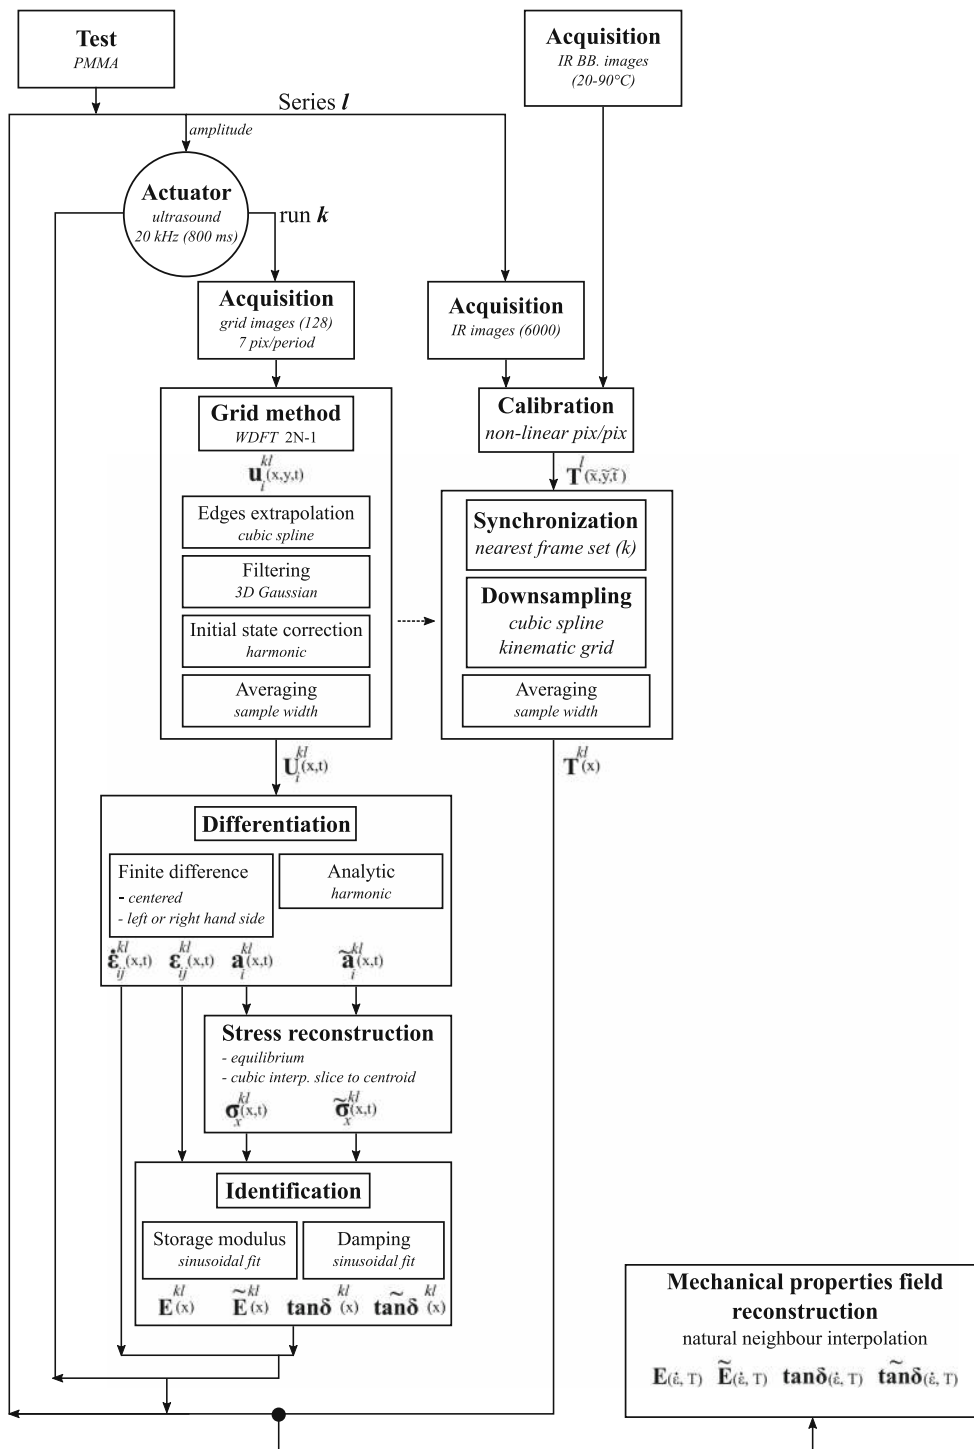 Test
PMMA
Acquisition
IR BB. images
(20-90°C)
Series l
amplitude
Actuator
ultrasound
20 kHz (800 ms)
run k
Acquisition
grid images (128)
7 pix/period
Acquisition
IR images (6000)
Grid method
WDFT 2N-1
u_i^{kl}(x,y,t)
Edges extrapolation
cubic spline
Filtering
3D Gaussian
Initial state correction
harmonic
Averaging
sample width
Calibration
non-linear pix/pix
T^l(x̃,ỹ,t̃)
Synchronization
nearest frame set (k)
Downsampling
cubic spline
kinematic grid
Averaging
sample width
U_i^{kl}(x,t)
T^{kl}(x)
Differentiation
Finite difference
- centered
- left or right hand side
Analytic
harmonic
ε̇_{ij}^{kl}(x,t) ε_{ij}^{kl}(x,t) a_i^{kl}(x,t) ã_i^{kl}(x,t)
Stress reconstruction
- equilibrium
- cubic interp. slice to centroid
σ_x^{kl}(x,t) σ̃_x^{kl}(x,t)
Identification
Storage modulus
sinusoidal fit
Damping
sinusoidal fit
E^{kl}(x) Ẽ^{kl}(x) tanδ^{kl}(x) tañδ^{kl}(x)
Mechanical properties field
reconstruction
natural neighbour interpolation
E(ε̇, T) Ẽ(ε̇, T) tanδ(ε̇, T) tañδ(ε̇, T)